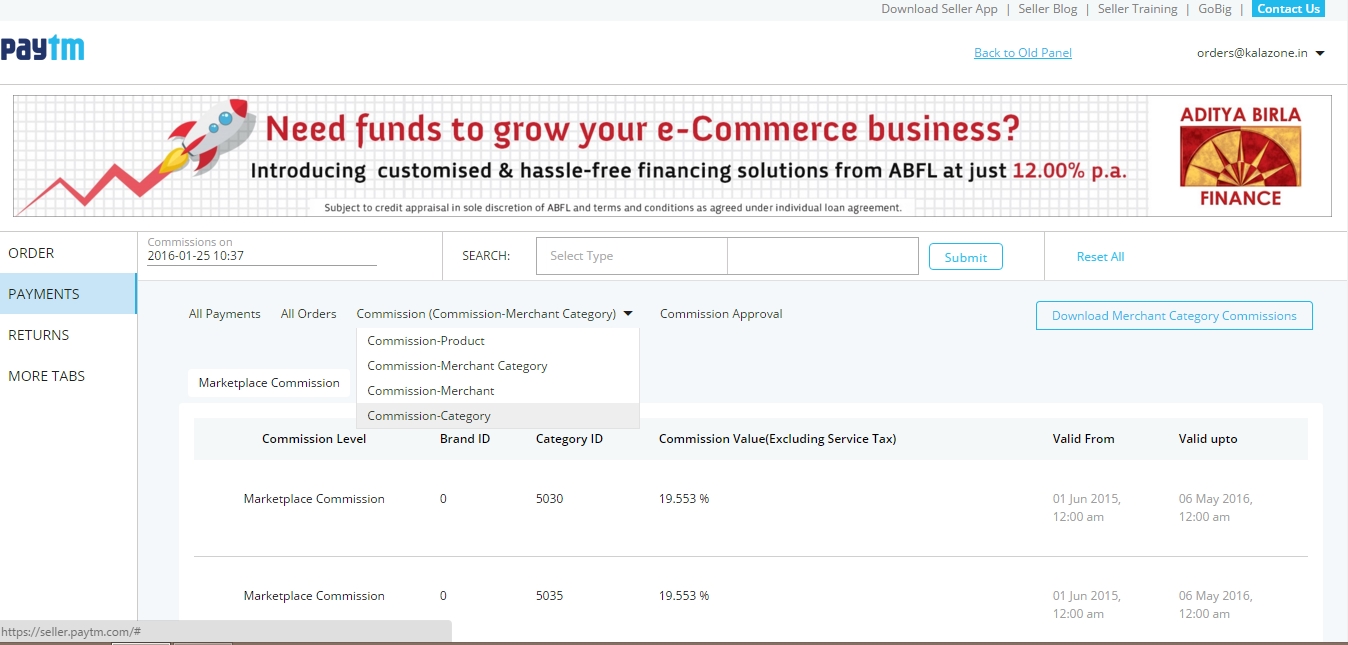 Download Seller App | Seller Blog | Seller Training | GoBig | Contact Us
paytm
Back to Old Panel
orders@kalazone.in
Need funds to grow your e-Commerce business?
Introducing customised & hassle-free financing solutions from ABFL at just 12.00% p.a.
Subject to credit appraisal in sole discretion of ABFL and terms and conditions as agreed under individual loan agreement.
ADITYA BIRLA
FINANCE
ORDER
PAYMENTS
RETURNS
MORE TABS
Commissions on
2016-01-25 10:37
SEARCH:
Select Type
Submit
Reset All
All Payments
All Orders
Commission (Commission-Merchant Category)
Commission Approval
Download Merchant Category Commissions
Commission-Product
Commission-Merchant Category
Commission-Merchant
Commission-Category
Marketplace Commission
Commission Level Brand ID Category ID Commission Value(Excluding Service Tax) Valid From Valid upto
Marketplace Commission 0 5030 19.553 % 01 Jun 2015, 06 May 2016,
12:00 am 12:00 am
Marketplace Commission 0 5035 19.553 % 01 Jun 2015, 06 May 2016,
12:00 am 12:00 am
https://seller.paytm.com/#